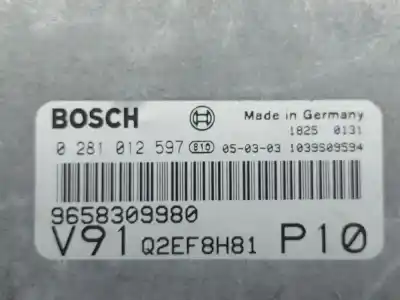 BOSCH Made in Germany
1825 0131
0 281 012 597 810 05-03-03 1039S09594
9658309980
V91 Q2EF8H81 P10